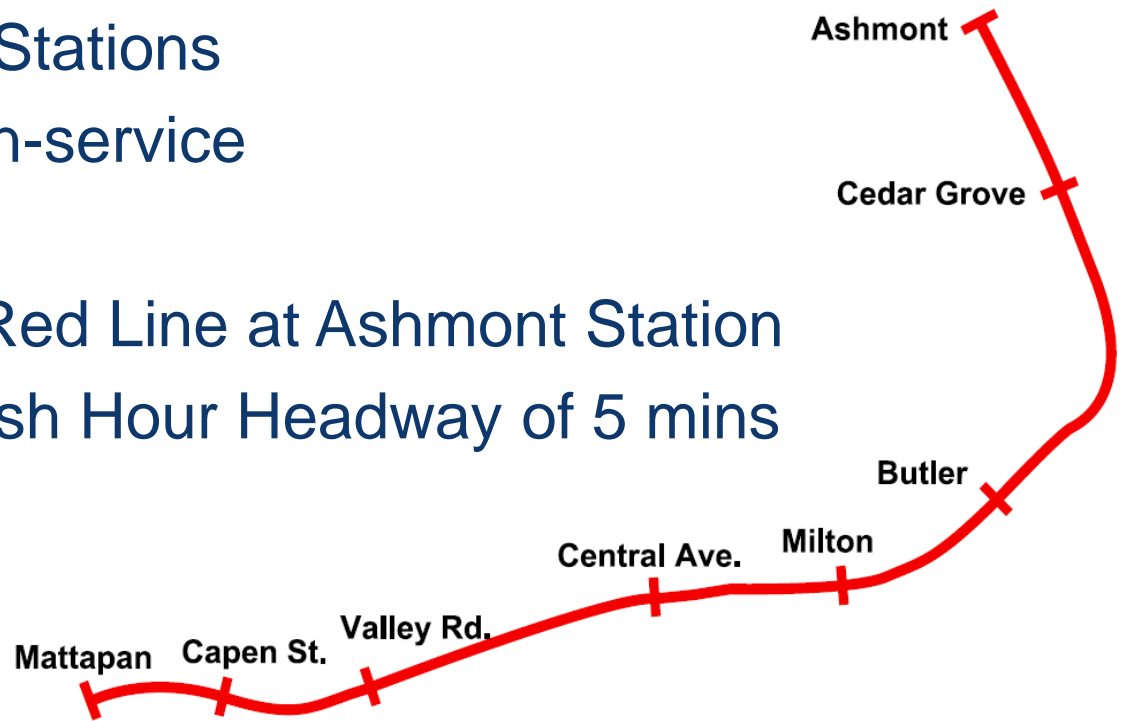 Stations
n-service
Red Line at Ashmont Station
sh Hour Headway of 5 mins
Ashmont
Cedar Grove
Butler
Milton
Central Ave.
Valley Rd.
Capen St.
Mattapan